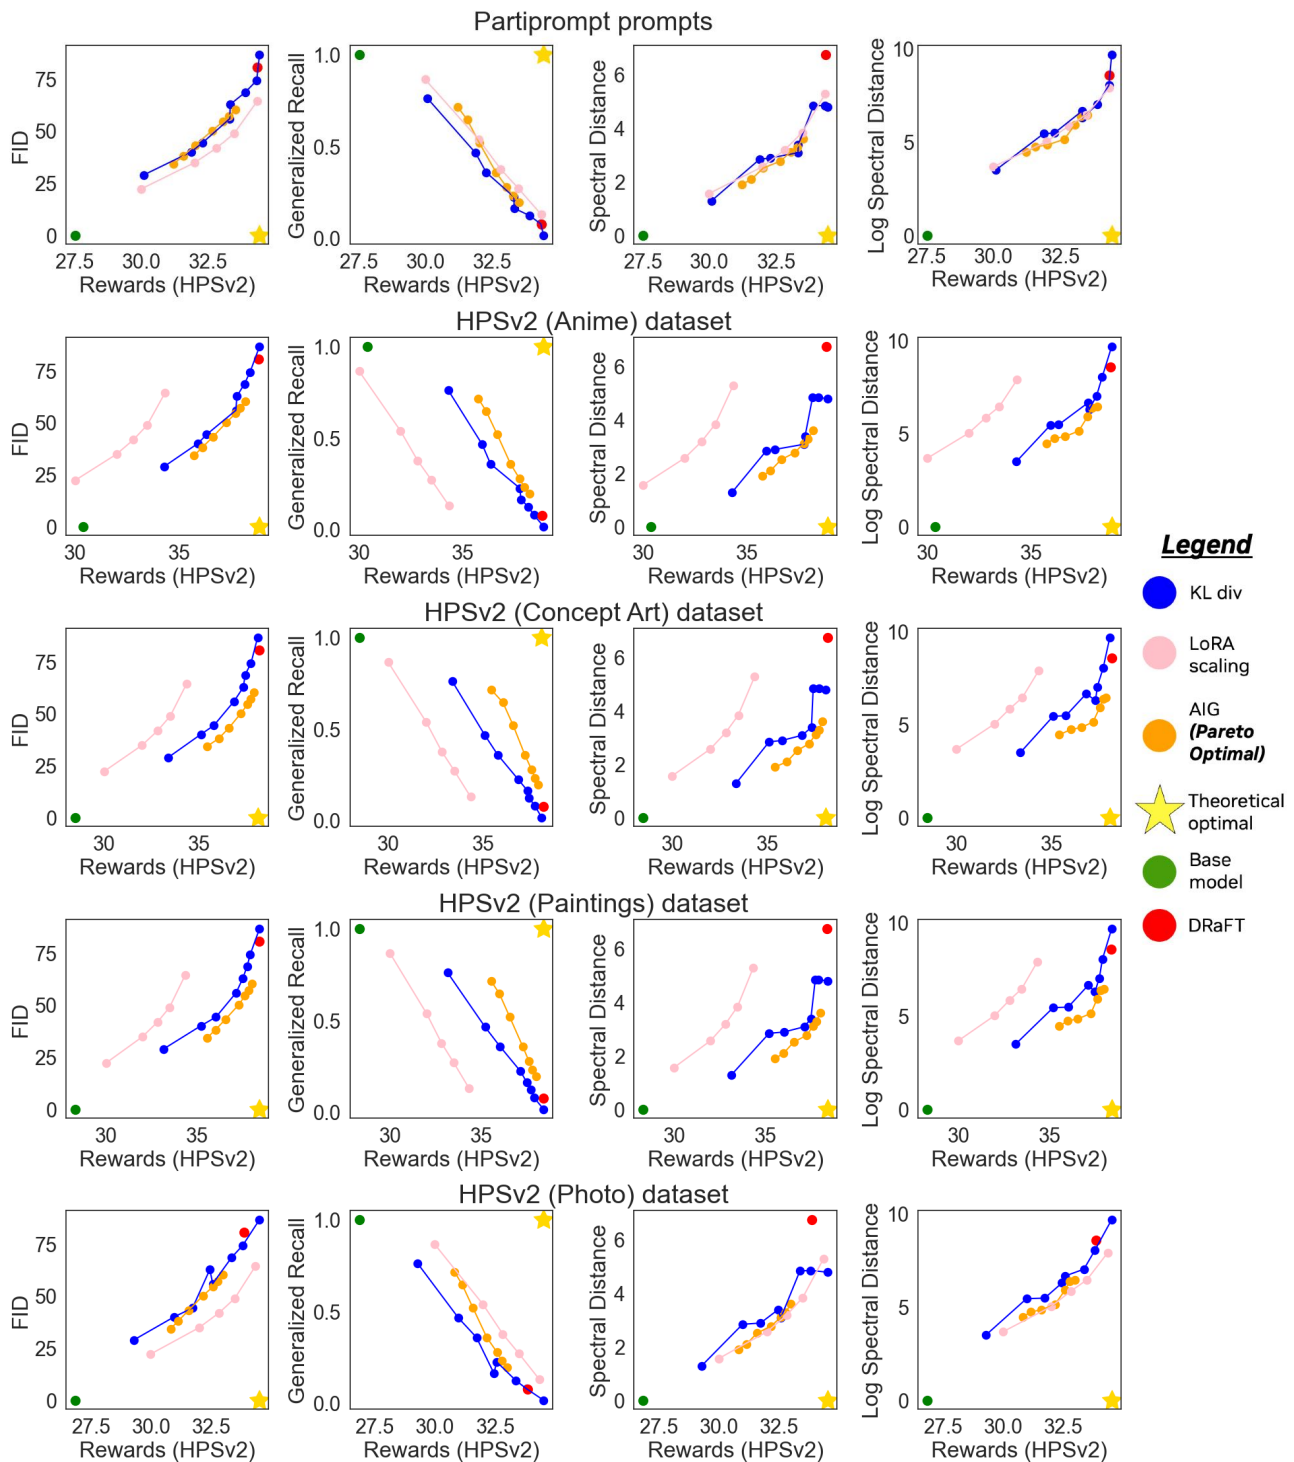 Partiprompt prompts
75
50
25
0
FID
27.5 30.0 32.5
Rewards (HPSv2)
1.0
0.5
0.0
Generalized Recall
27.5 30.0 32.5
Rewards (HPSv2)
6
4
2
0
Spectral Distance
27.5 30.0 32.5
Rewards (HPSv2)
10
5
0
Log Spectral Distance
27.5 30.0 32.5
Rewards (HPSv2)
HPSv2 (Anime) dataset
75
50
25
0
FID
30 35
Rewards (HPSv2)
1.0
0.5
0.0
Generalized Recall
30 35
Rewards (HPSv2)
6
4
2
0
Spectral Distance
30 35
Rewards (HPSv2)
10
5
0
Log Spectral Distance
30 35
Rewards (HPSv2)
HPSv2 (Concept Art) dataset
75
50
25
0
FID
30 35
Rewards (HPSv2)
1.0
0.5
0.0
Generalized Recall
30 35
Rewards (HPSv2)
6
4
2
0
Spectral Distance
30 35
Rewards (HPSv2)
10
5
0
Log Spectral Distance
30 35
Rewards (HPSv2)
HPSv2 (Paintings) dataset
75
50
25
0
FID
30 35
Rewards (HPSv2)
1.0
0.5
0.0
Generalized Recall
30 35
Rewards (HPSv2)
6
4
2
0
Spectral Distance
30 35
Rewards (HPSv2)
10
5
0
Log Spectral Distance
30 35
Rewards (HPSv2)
HPSv2 (Photo) dataset
75
50
25
0
FID
27.5 30.0 32.5
Rewards (HPSv2)
1.0
0.5
0.0
Generalized Recall
27.5 30.0 32.5
Rewards (HPSv2)
6
4
2
0
Spectral Distance
27.5 30.0 32.5
Rewards (HPSv2)
10
5
0
Log Spectral Distance
27.5 30.0 32.5
Rewards (HPSv2)
Legend
KL div
LoRA
scaling
AIG
(Pareto
Optimal)
Theoretical
optimal
Base
model
DRaFT